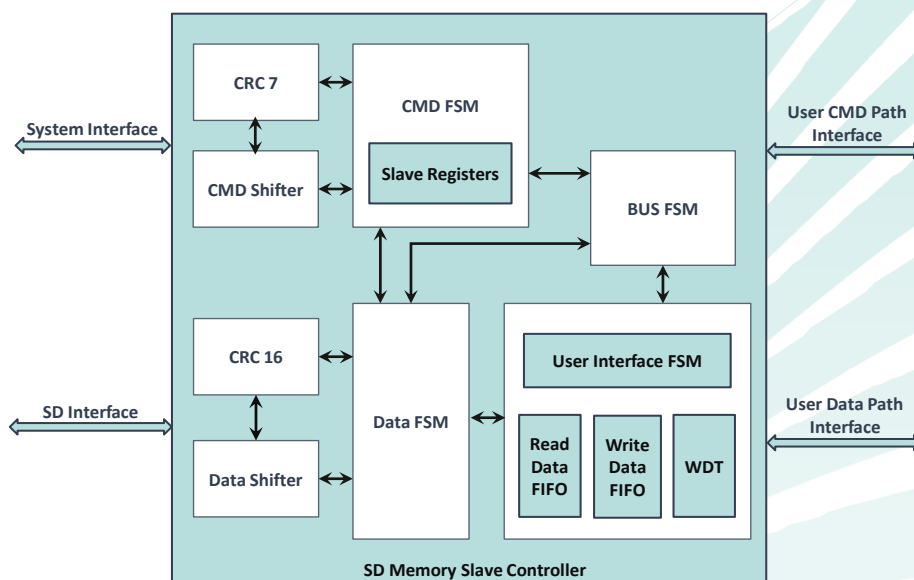 CRC 7
CMD FSM
System Interface
User CMD Path
Interface
Slave Registers
CMD Shifter
BUS FSM
CRC 16
User Interface FSM
SD Interface
Data FSM
User Data Path
Interface
Read
Data
FIFO
Write
Data
FIFO
WDT
Data Shifter
SD Memory Slave Controller